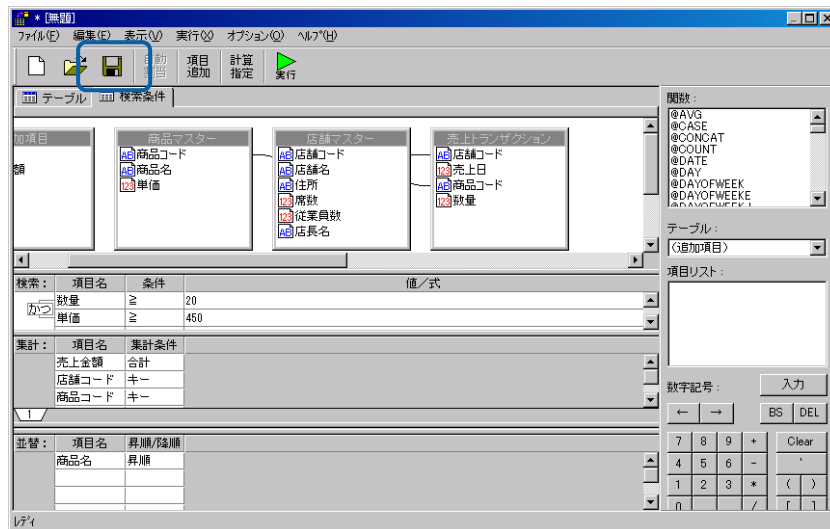 * [無題]
ファイル(F) 編集(E) 表示(V) 実行(X) オプション(O) ヘルプ(H)
自動割当 項目追加 計算指定 実行
テーブル 検索条件
加項目
額
商品マスター
商品コード
商品名
単価
店舗マスター
店舗コード
店舗名
住所
席数
従業員数
店長名
売上トランザクション
店舗コード
売上日
商品コード
数量
検索： 項目名 条件 値／式
かつ
数量 ≧ 20
単価 ≧ 450
集計： 項目名 集計条件
売上金額 合計
店舗コード キー
商品コード キー
1
並替： 項目名 昇順/降順
商品名 昇順
関数：
@AVG
@CASE
@CONCAT
@COUNT
@DATE
@DAY
@DAYOFWEEK
@DAYOFWEEKE
テーブル：
(追加項目)
項目リスト：
数字記号： 入力
← → BS DEL
7 8 9 + Clear
4 5 6 - '
1 2 3 * ( )
0 / [ ]
レディ